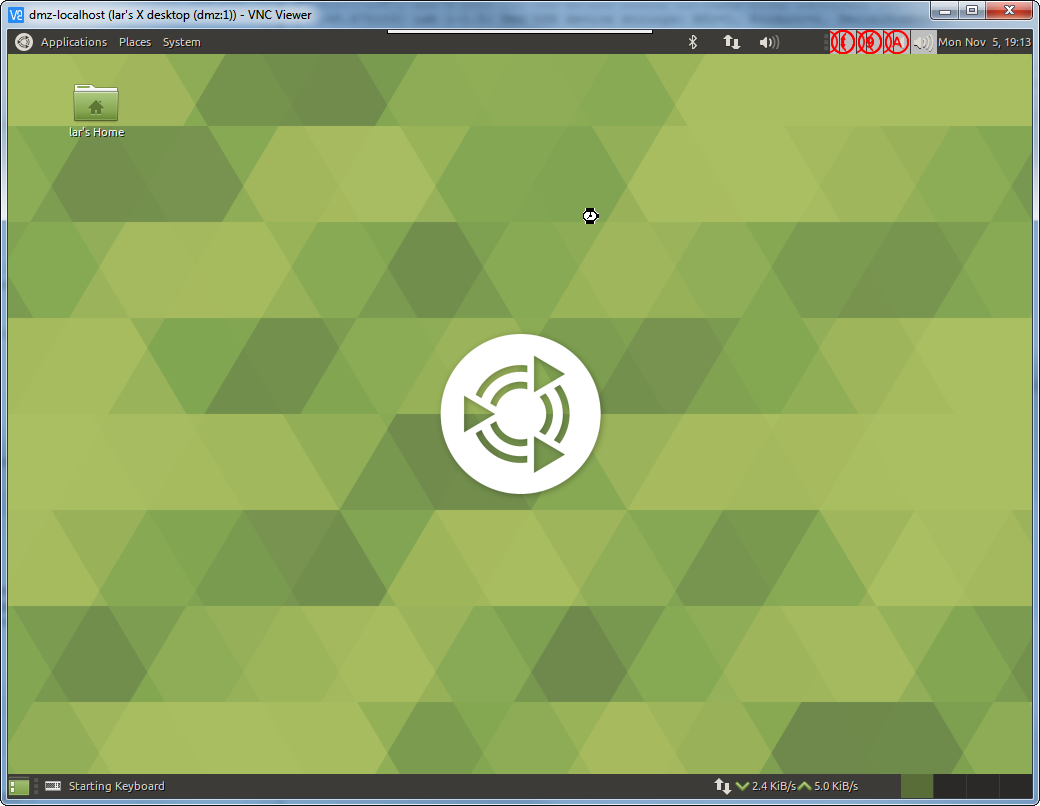 dmz-localhost (lar's X desktop (dmz:1)) - VNC Viewer
Applications Places System
A
Mon Nov 5, 19:13
lar's Home
Starting Keyboard
2.4 KiB/s 5.0 KiB/s